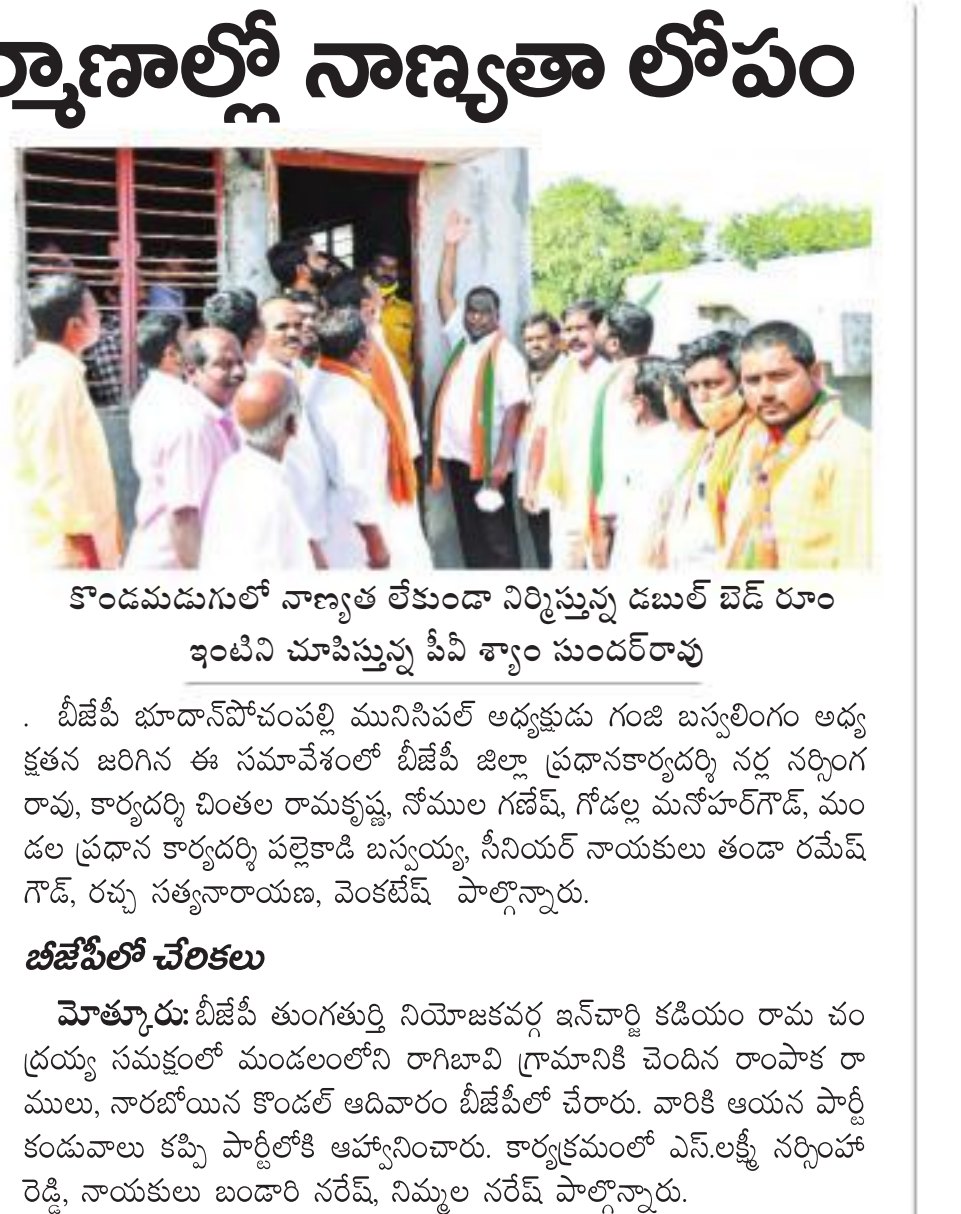 ర్మాణాల్లో నాణ్యతా లోపం
కొండమడుగులో నాణ్యత లేకుండా నిర్మిస్తున్న డబుల్ బెడ్ రూం
ఇంటిని చూపిస్తున్న పీవీ శ్యాం సుందర్‌రావు
. బీజేపీ భూదాన్‌పోచంపల్లి మునిసిపల్ అధ్యక్షుడు గంజి బస్వలింగం అధ్య
క్షతన జరిగిన ఈ సమావేశంలో బీజేపీ జిల్లా ప్రధానకార్యదర్శి నర్ల నర్సింగ
రావు, కార్యదర్శి చింతల రామకృష్ణ, నోముల గణేష్, గోడల్ల మనోహర్‌గౌడ్, మం
డల ప్రధాన కార్యదర్శి పల్లెకాడి బస్వయ్య, సీనియర్ నాయకులు తండా రమేష్
గౌడ్, రచ్చ సత్యనారాయణ, వెంకటేష్ పాల్గొన్నారు.
బీజేపీలో చేరికలు
మోత్కూరు: బీజేపీ తుంగతుర్తి నియోజకవర్గ ఇన్‌చార్జి కడియం రామ చం
ద్రయ్య సమక్షంలో మండలంలోని రాగిబావి గ్రామానికి చెందిన రాంపాక రా
ములు, నారబోయిన కొండల్ ఆదివారం బీజేపీలో చేరారు. వారికి ఆయన పార్టీ
కండువాలు కప్పి పార్టీలోకి ఆహ్వానించారు. కార్యక్రమంలో ఎస్.లక్ష్మీ నర్సింహా
రెడ్డి, నాయకులు బండారి నరేష్, నిమ్మల నరేష్ పాల్గొన్నారు.